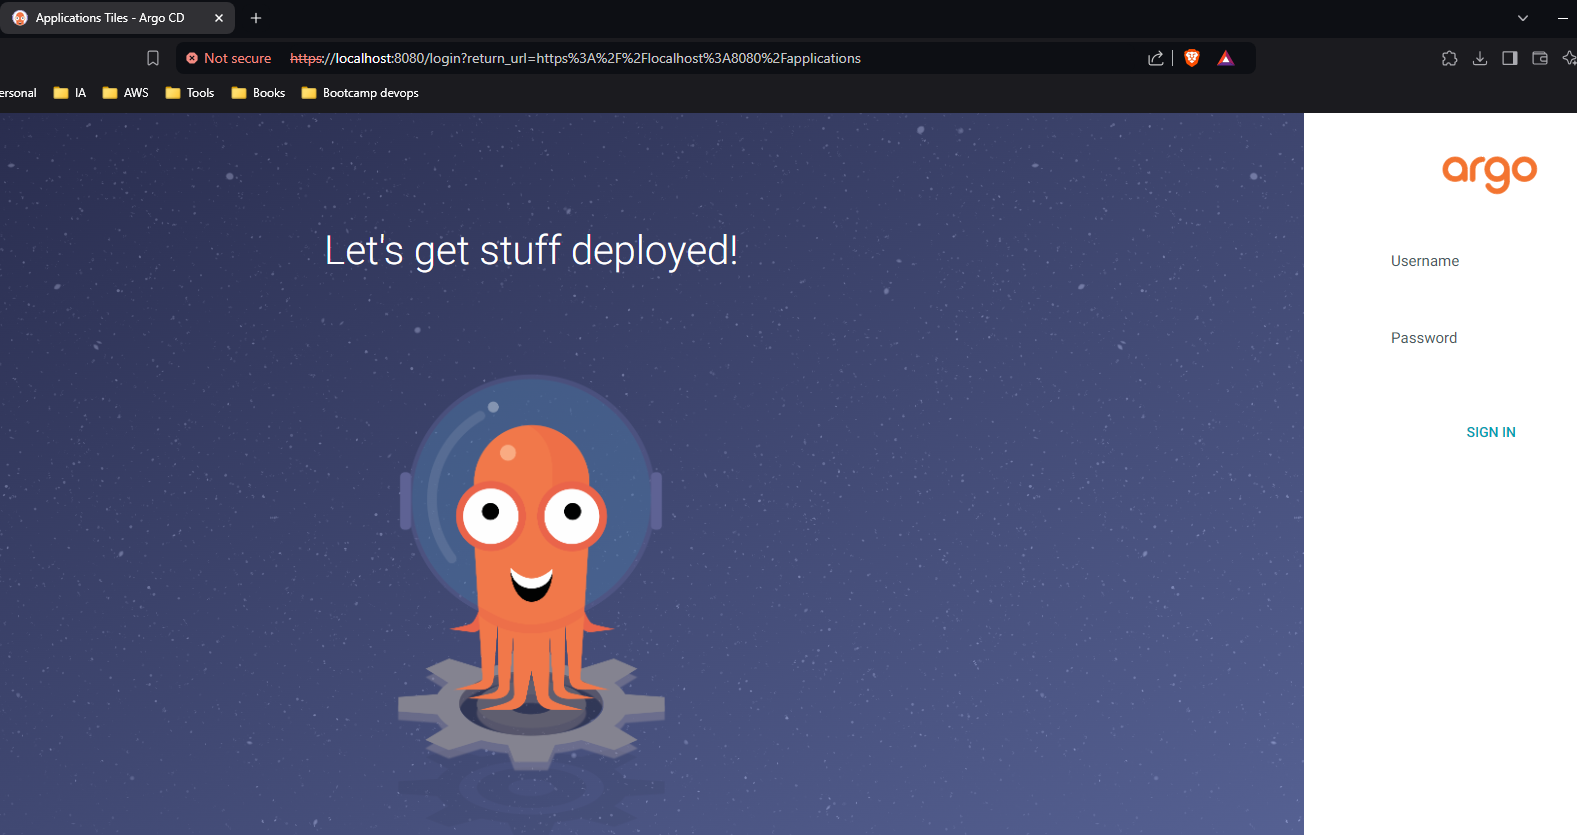 Applications Tiles - Argo CD
Not secure https://localhost:8080/login?return_url=https%3A%2F%2Flocalhost%3A8080%2Fapplications
ersonal IA AWS Tools Books Bootcamp devops
Let's get stuff deployed!
argo
Username
Password
SIGN IN